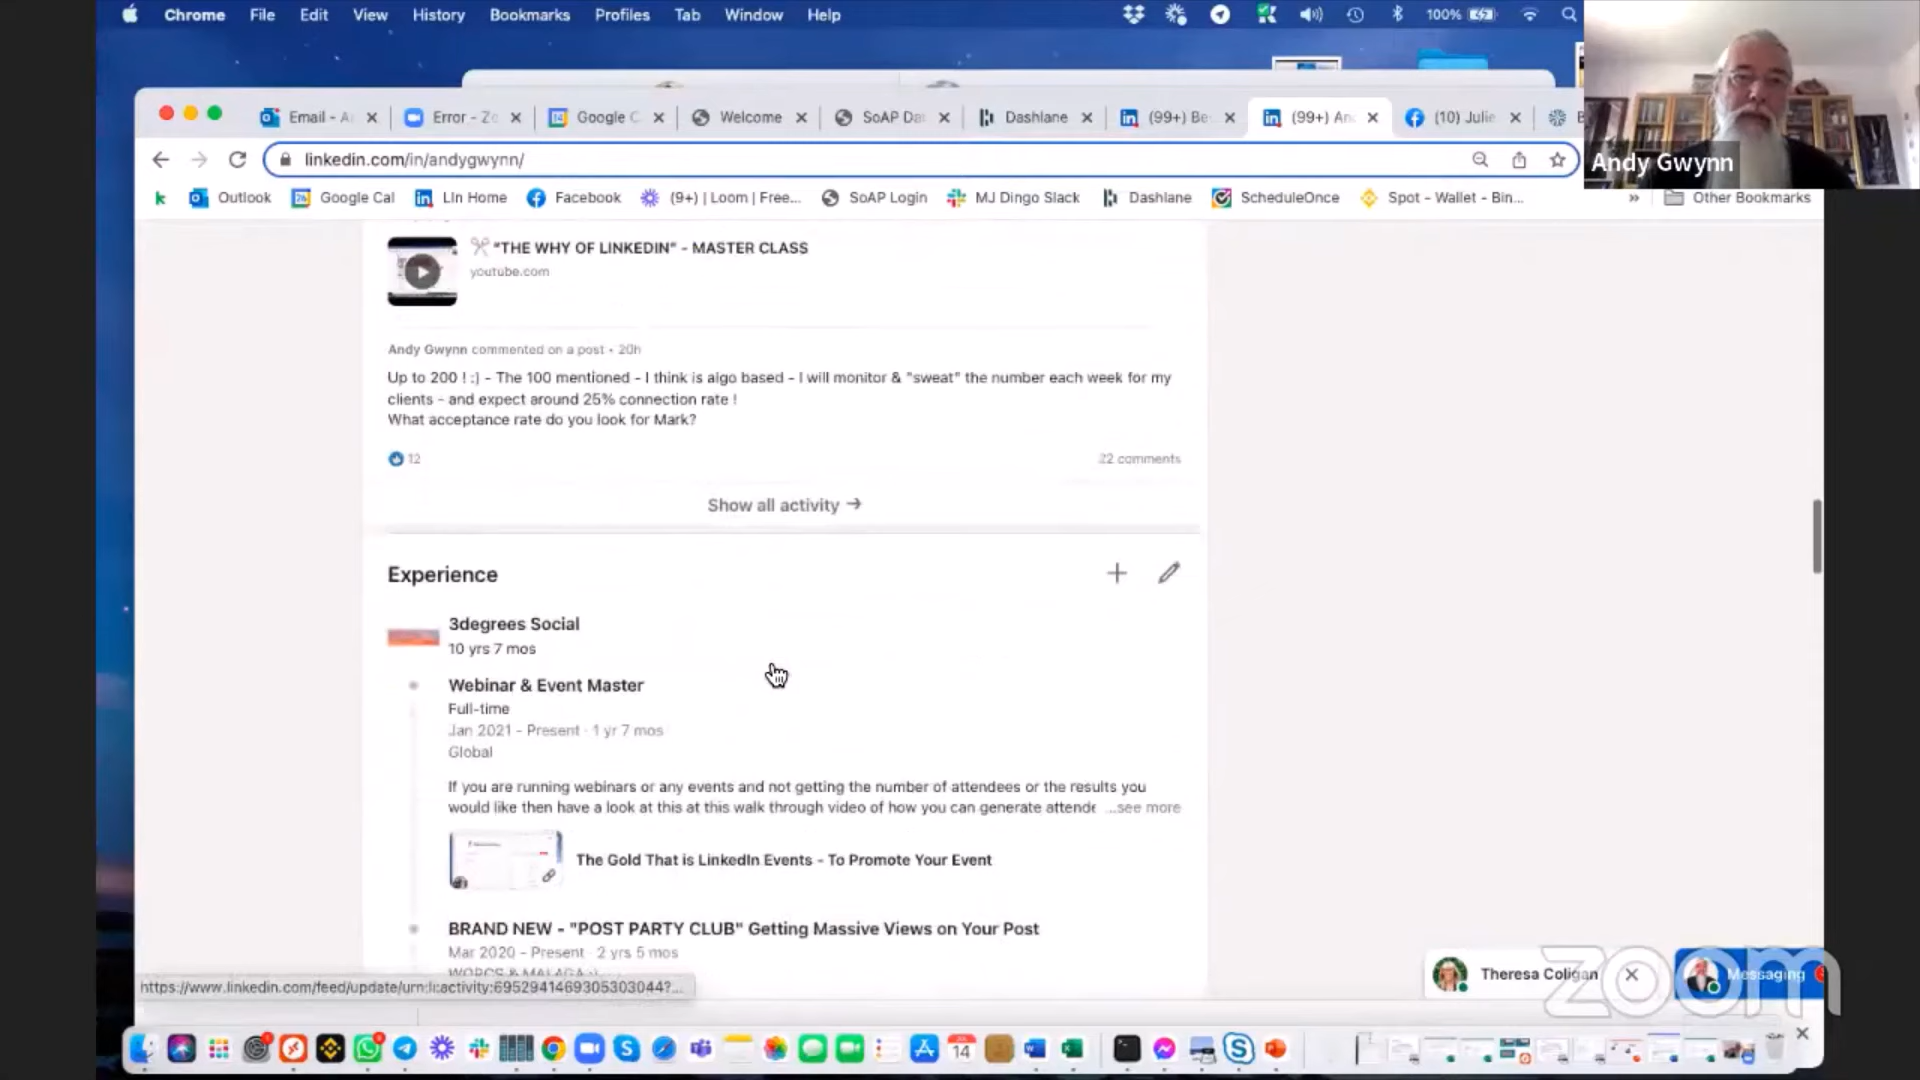 Chrome File Edit View History Bookmarks Profiles Tab Window Help 100%
Email - A Error - Zo Google C Welcome SoAP Da Dashlane (99+) Be (99+) An (10) Julie
Andy Gwynn
linkedin.com/in/andygwynn/
Outlook Google Cal LIn Home Facebook (9+) | Loom | Free... SoAP Login MJ Dingo Slack Dashlane ScheduleOnce Spot - Wallet - Bin... » Other Bookmarks
"THE WHY OF LINKEDIN" - MASTER CLASS
youtube.com
Andy Gwynn commented on a post • 20h
Up to 200 ! :) - The 100 mentioned - I think is algo based - I will monitor & "sweat" the number each week for my
clients - and expect around 25% connection rate !
What acceptance rate do you look for Mark?
12 22 comments
Show all activity →
Experience
3degrees Social
10 yrs 7 mos
Webinar & Event Master
Full-time
Jan 2021 - Present · 1 yr 7 mos
Global
If you are running webinars or any events and not getting the number of attendees or the results you
would like then have a look at this at this walk through video of how you can generate attende ...see more
The Gold That is LinkedIn Events - To Promote Your Event
BRAND NEW - "POST PARTY CLUB" Getting Massive Views on Your Post
Mar 2020 - Present · 2 yrs 5 mos
WORCS & MALAGA :)
https://www.linkedin.com/feed/update/urn:li:activity:6952941469305303044?...
Theresa Coligan
Messaging
zoom
14